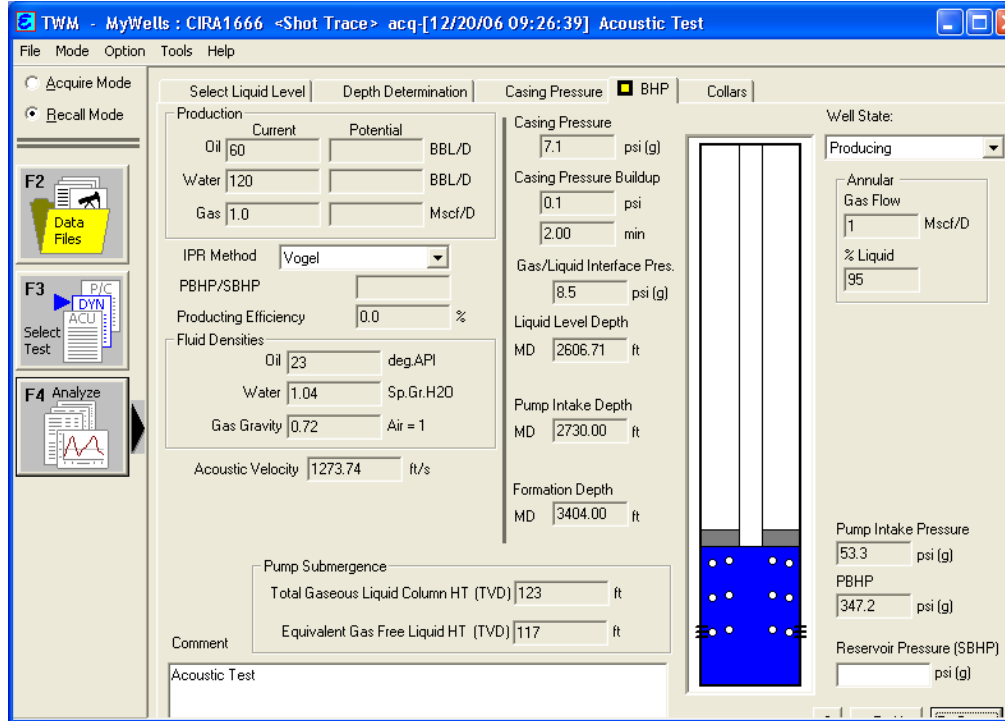 TWM - MyWells : CIRA1666 <Shot Trace> acq-[12/20/06 09:26:39] Acoustic Test
File Mode Option Tools Help
Acquire Mode
Recall Mode
F2
Data
Files
F3
P/C
DYN
ACU
Select
Test
F4 Analyze
Select Liquid Level
Depth Determination
Casing Pressure
BHP
Collars
Production
Current Potential
Oil 60 BBL/D
Water 120 BBL/D
Gas 1.0 Mscf/D
IPR Method Vogel
PBHP/SBHP
Producting Efficiency 0.0 %
Fluid Densities
Oil 23 deg.API
Water 1.04 Sp.Gr.H2O
Gas Gravity 0.72 Air = 1
Acoustic Velocity 1273.74 ft/s
Casing Pressure
7.1 psi (g)
Casing Pressure Buildup
0.1 psi
2.00 min
Gas/Liquid Interface Pres.
8.5 psi (g)
Liquid Level Depth
MD 2606.71 ft
Pump Intake Depth
MD 2730.00 ft
Formation Depth
MD 3404.00 ft
Pump Submergence
Total Gaseous Liquid Column HT (TVD) 123 ft
Equivalent Gas Free Liquid HT (TVD) 117 ft
Comment
Acoustic Test
Well State:
Producing
Annular
Gas Flow
1 Mscf/D
% Liquid
95
Pump Intake Pressure
53.3 psi (g)
PBHP
347.2 psi (g)
Reservoir Pressure (SBHP)
psi (g)